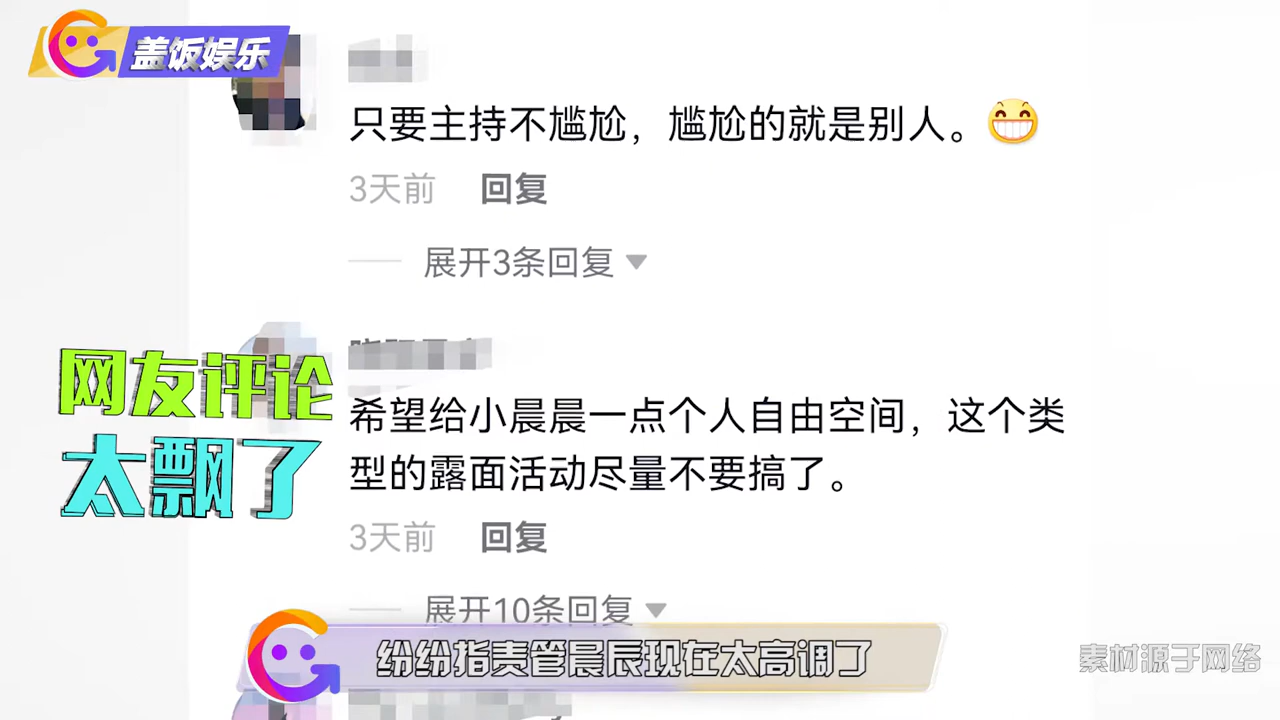 盖饭娱乐
只要主持不尴尬，尴尬的就是别人。😁
3天前 回复
展开3条回复
网友评论
太飘了
希望给小晨晨一点个人自由空间，这个类
型的露面活动尽量不要搞了。
3天前 回复
展开10条回复
纷纷指责管晨辰现在太高调了
素材源于网络